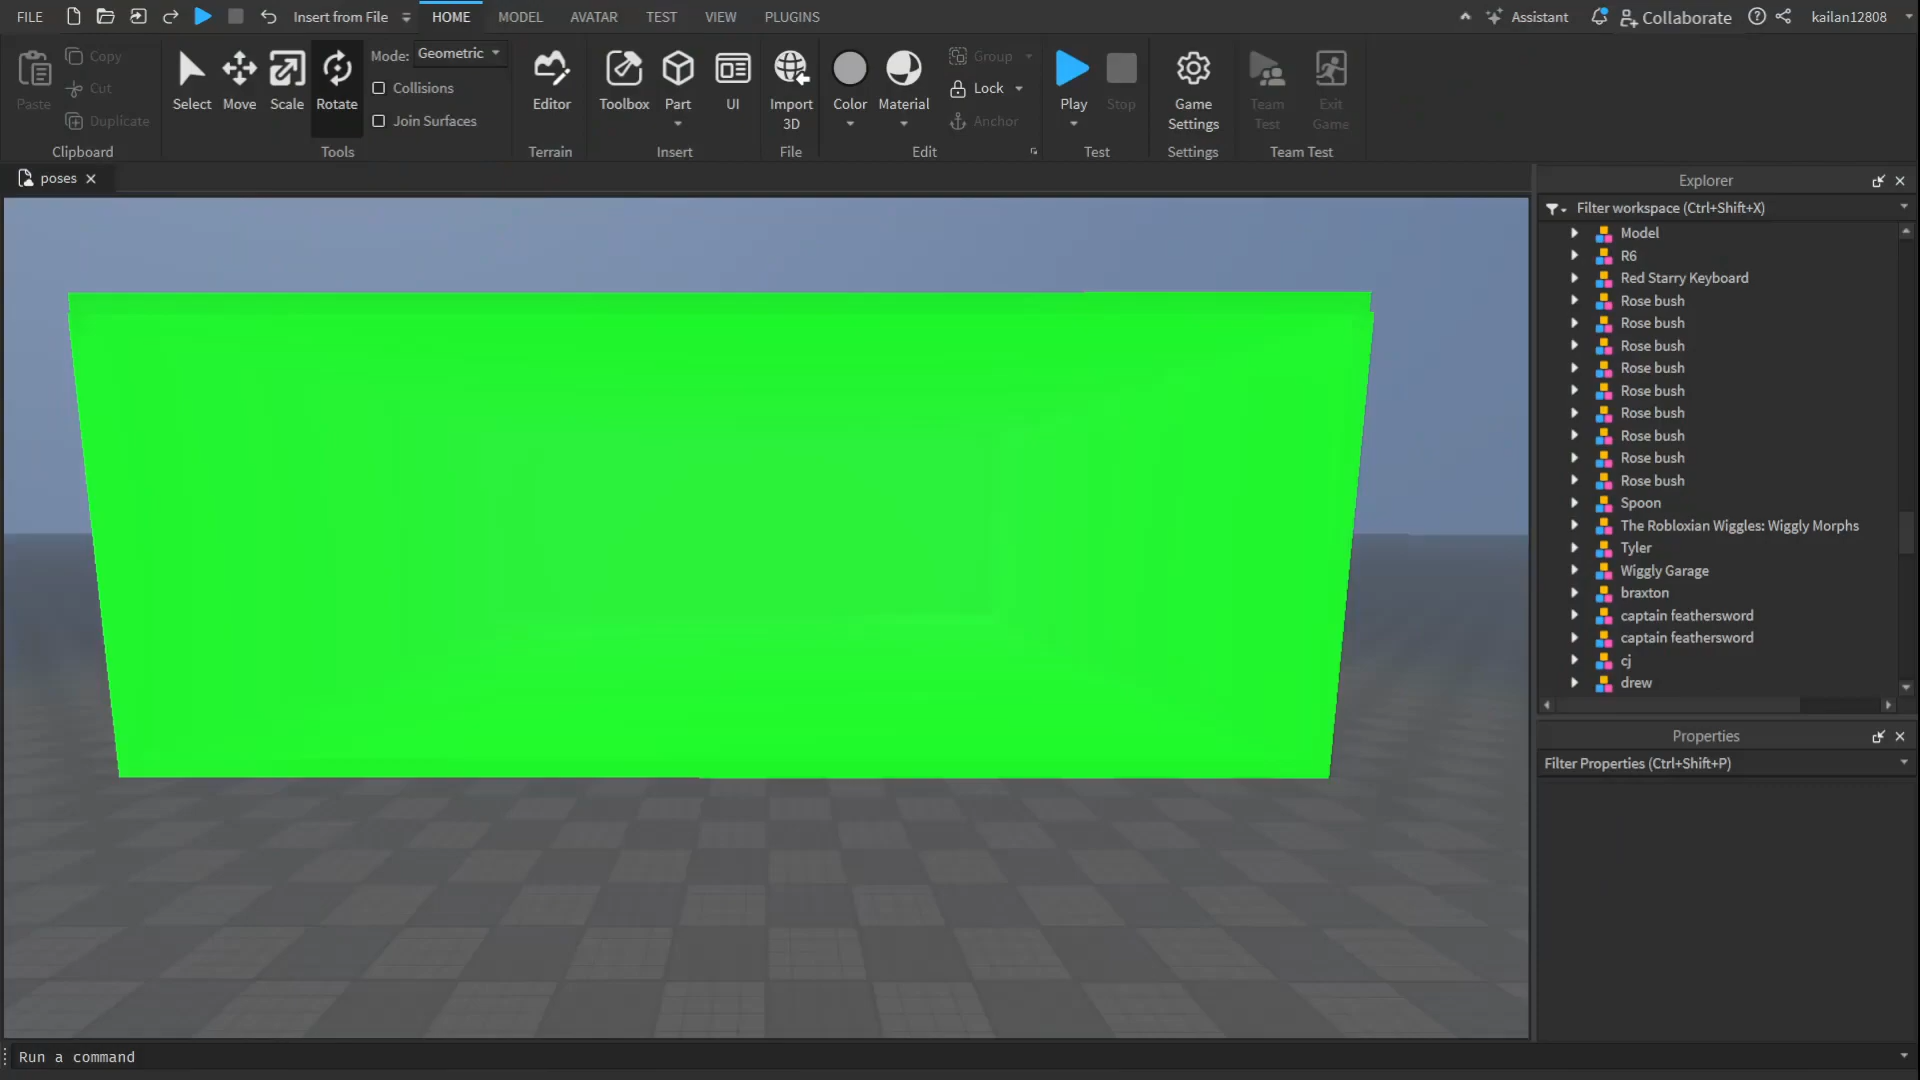 FILE Insert from File HOME MODEL AVATAR TEST VIEW PLUGINS Assistant Collaborate kailan12808
Paste Copy Cut Duplicate Clipboard
Select Move Scale Rotate Mode: Geometric Collisions Join Surfaces Tools
Editor Terrain
Toolbox Part UI Insert
Import 3D File
Color Material Group Lock Anchor Edit
Play Stop Test
Game Settings Settings
Team Test Exit Game Team Test
poses
Explorer
Filter workspace (Ctrl+Shift+X)
Model
R6
Red Starry Keyboard
Rose bush
Rose bush
Rose bush
Rose bush
Rose bush
Rose bush
Rose bush
Rose bush
Rose bush
Spoon
The Robloxian Wiggles: Wiggly Morphs
Tyler
Wiggly Garage
braxton
captain feathersword
captain feathersword
cj
drew
Properties
Filter Properties (Ctrl+Shift+P)
Run a command